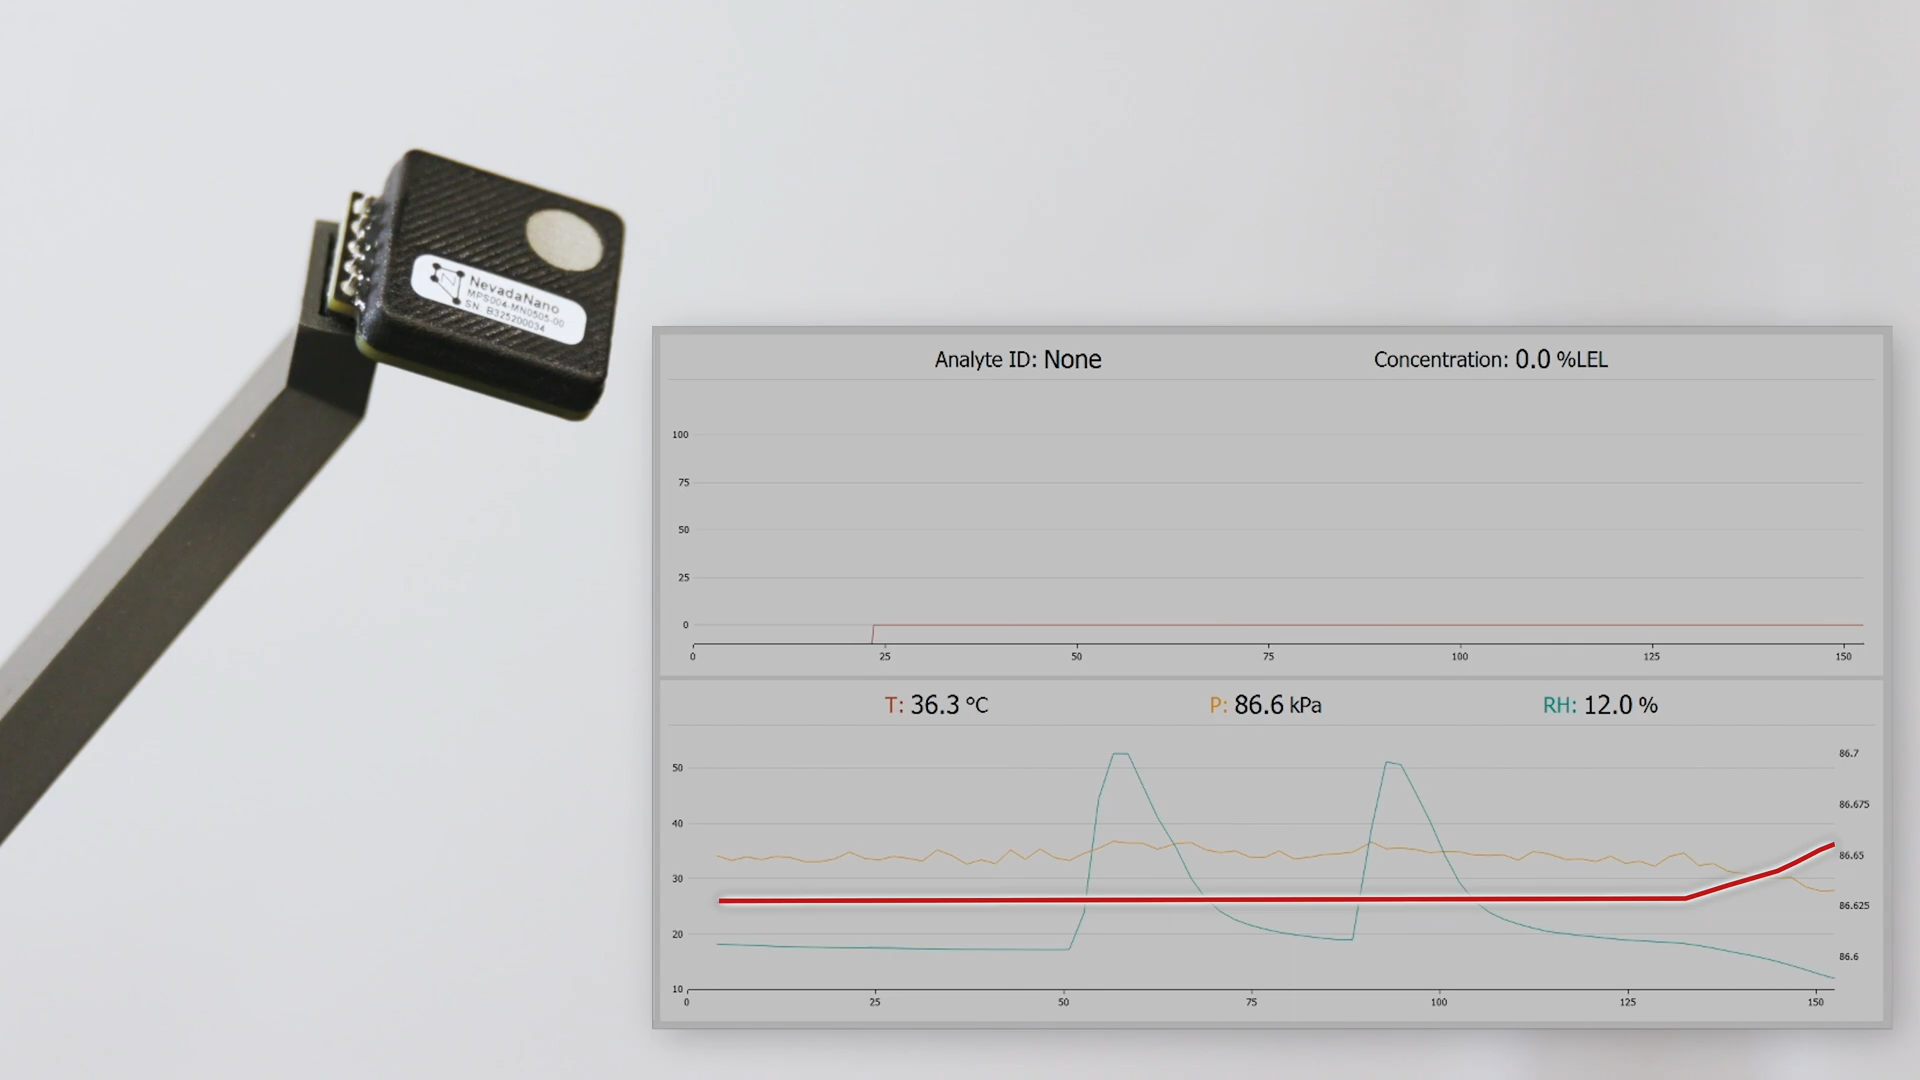 NevadaNano
MPS004-MN0505-00
SN: B325200034
Analyte ID: None
Concentration: 0.0 %LEL
100
75
50
25
0
0 25 50 75 100 125 150
T: 36.3 °C
P: 86.6 kPa
RH: 12.0 %
50
40
30
20
10
86.7
86.675
86.65
86.625
86.6
0 25 50 75 100 125 150